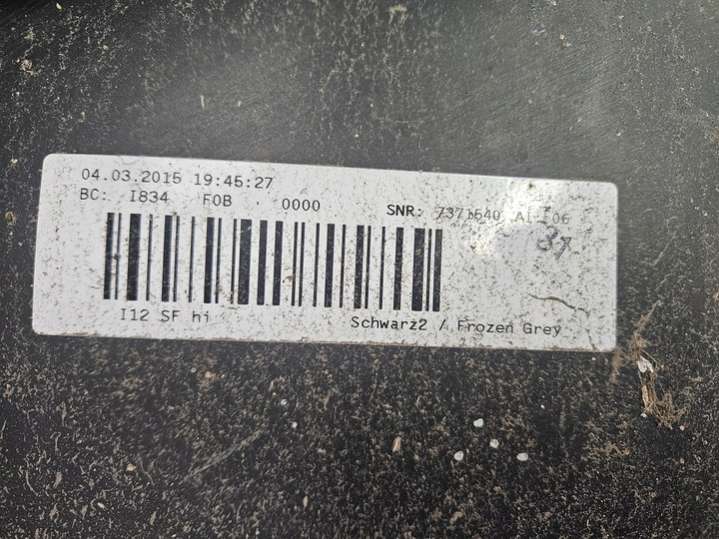 04.03.2015 19:45:27
BC: I834 F0B 0000 SNR: 7371640 06
37
I12 SF hi Schwarz2 / Frozen Grey